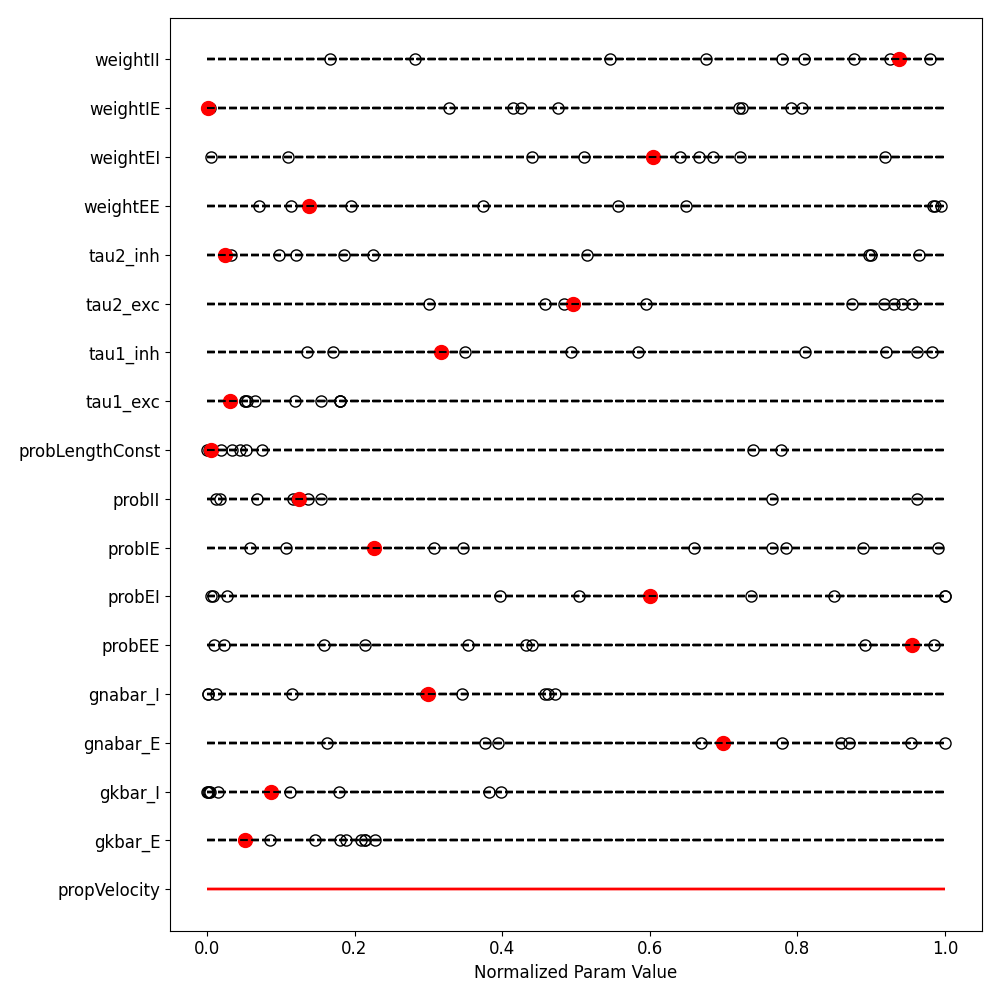 weightII
weightIE
weightEI
weightEE
tau2_inh
tau2_exc
tau1_inh
tau1_exc
probLengthConst
probII
probIE
probEI
probEE
gnabar_I
gnabar_E
gkbar_I
gkbar_E
propVelocity
0.0 0.2 0.4 0.6 0.8 1.0
Normalized Param Value